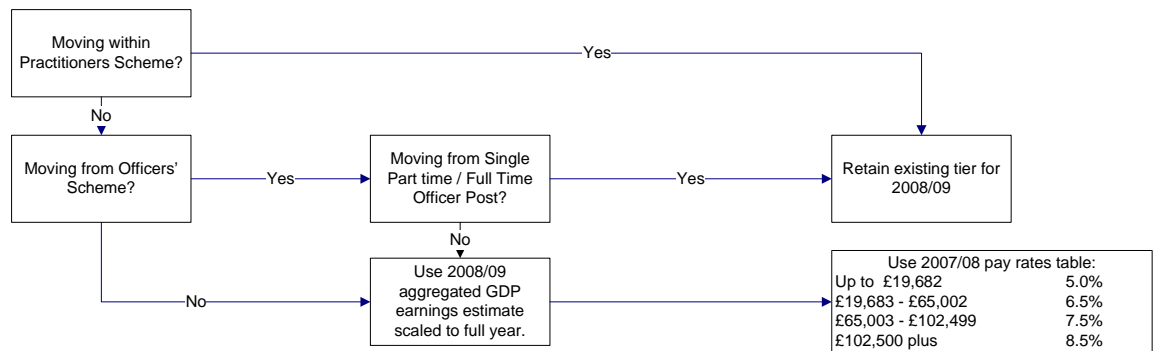 Moving within
Practitioners Scheme?
Yes
No
Moving from Officers'
Scheme?
Yes
Moving from Single
Part time / Full Time
Officer Post?
Yes
Retain existing tier for
2008/09
No
No
Use 2008/09
aggregated GDP
earnings estimate
scaled to full year.
Use 2007/08 pay rates table:
Up to £19,682 5.0%
£19,683 - £65,002 6.5%
£65,003 - £102,499 7.5%
£102,500 plus 8.5%